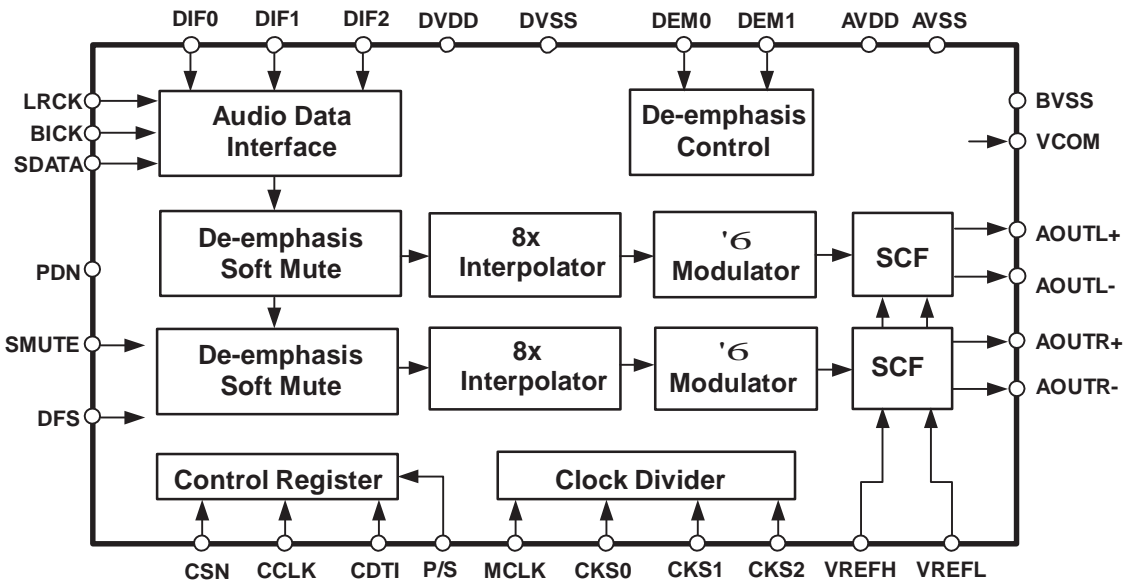 DIF0 DIF1 DIF2 DVDD DVSS DEM0 DEM1 AVDD AVSS
LRCK
BICK
SDATA
Audio Data
Interface
De-emphasis
Control
BVSS
VCOM
PDN
De-emphasis
Soft Mute
8x
Interpolator
'6
Modulator
SCF
AOUTL+
AOUTL-
SMUTE
De-emphasis
Soft Mute
8x
Interpolator
'6
Modulator
SCF
AOUTR+
AOUTR-
DFS
Control Register
Clock Divider
CSN CCLK CDTI P/S MCLK CKS0 CKS1 CKS2 VREFH VREFL